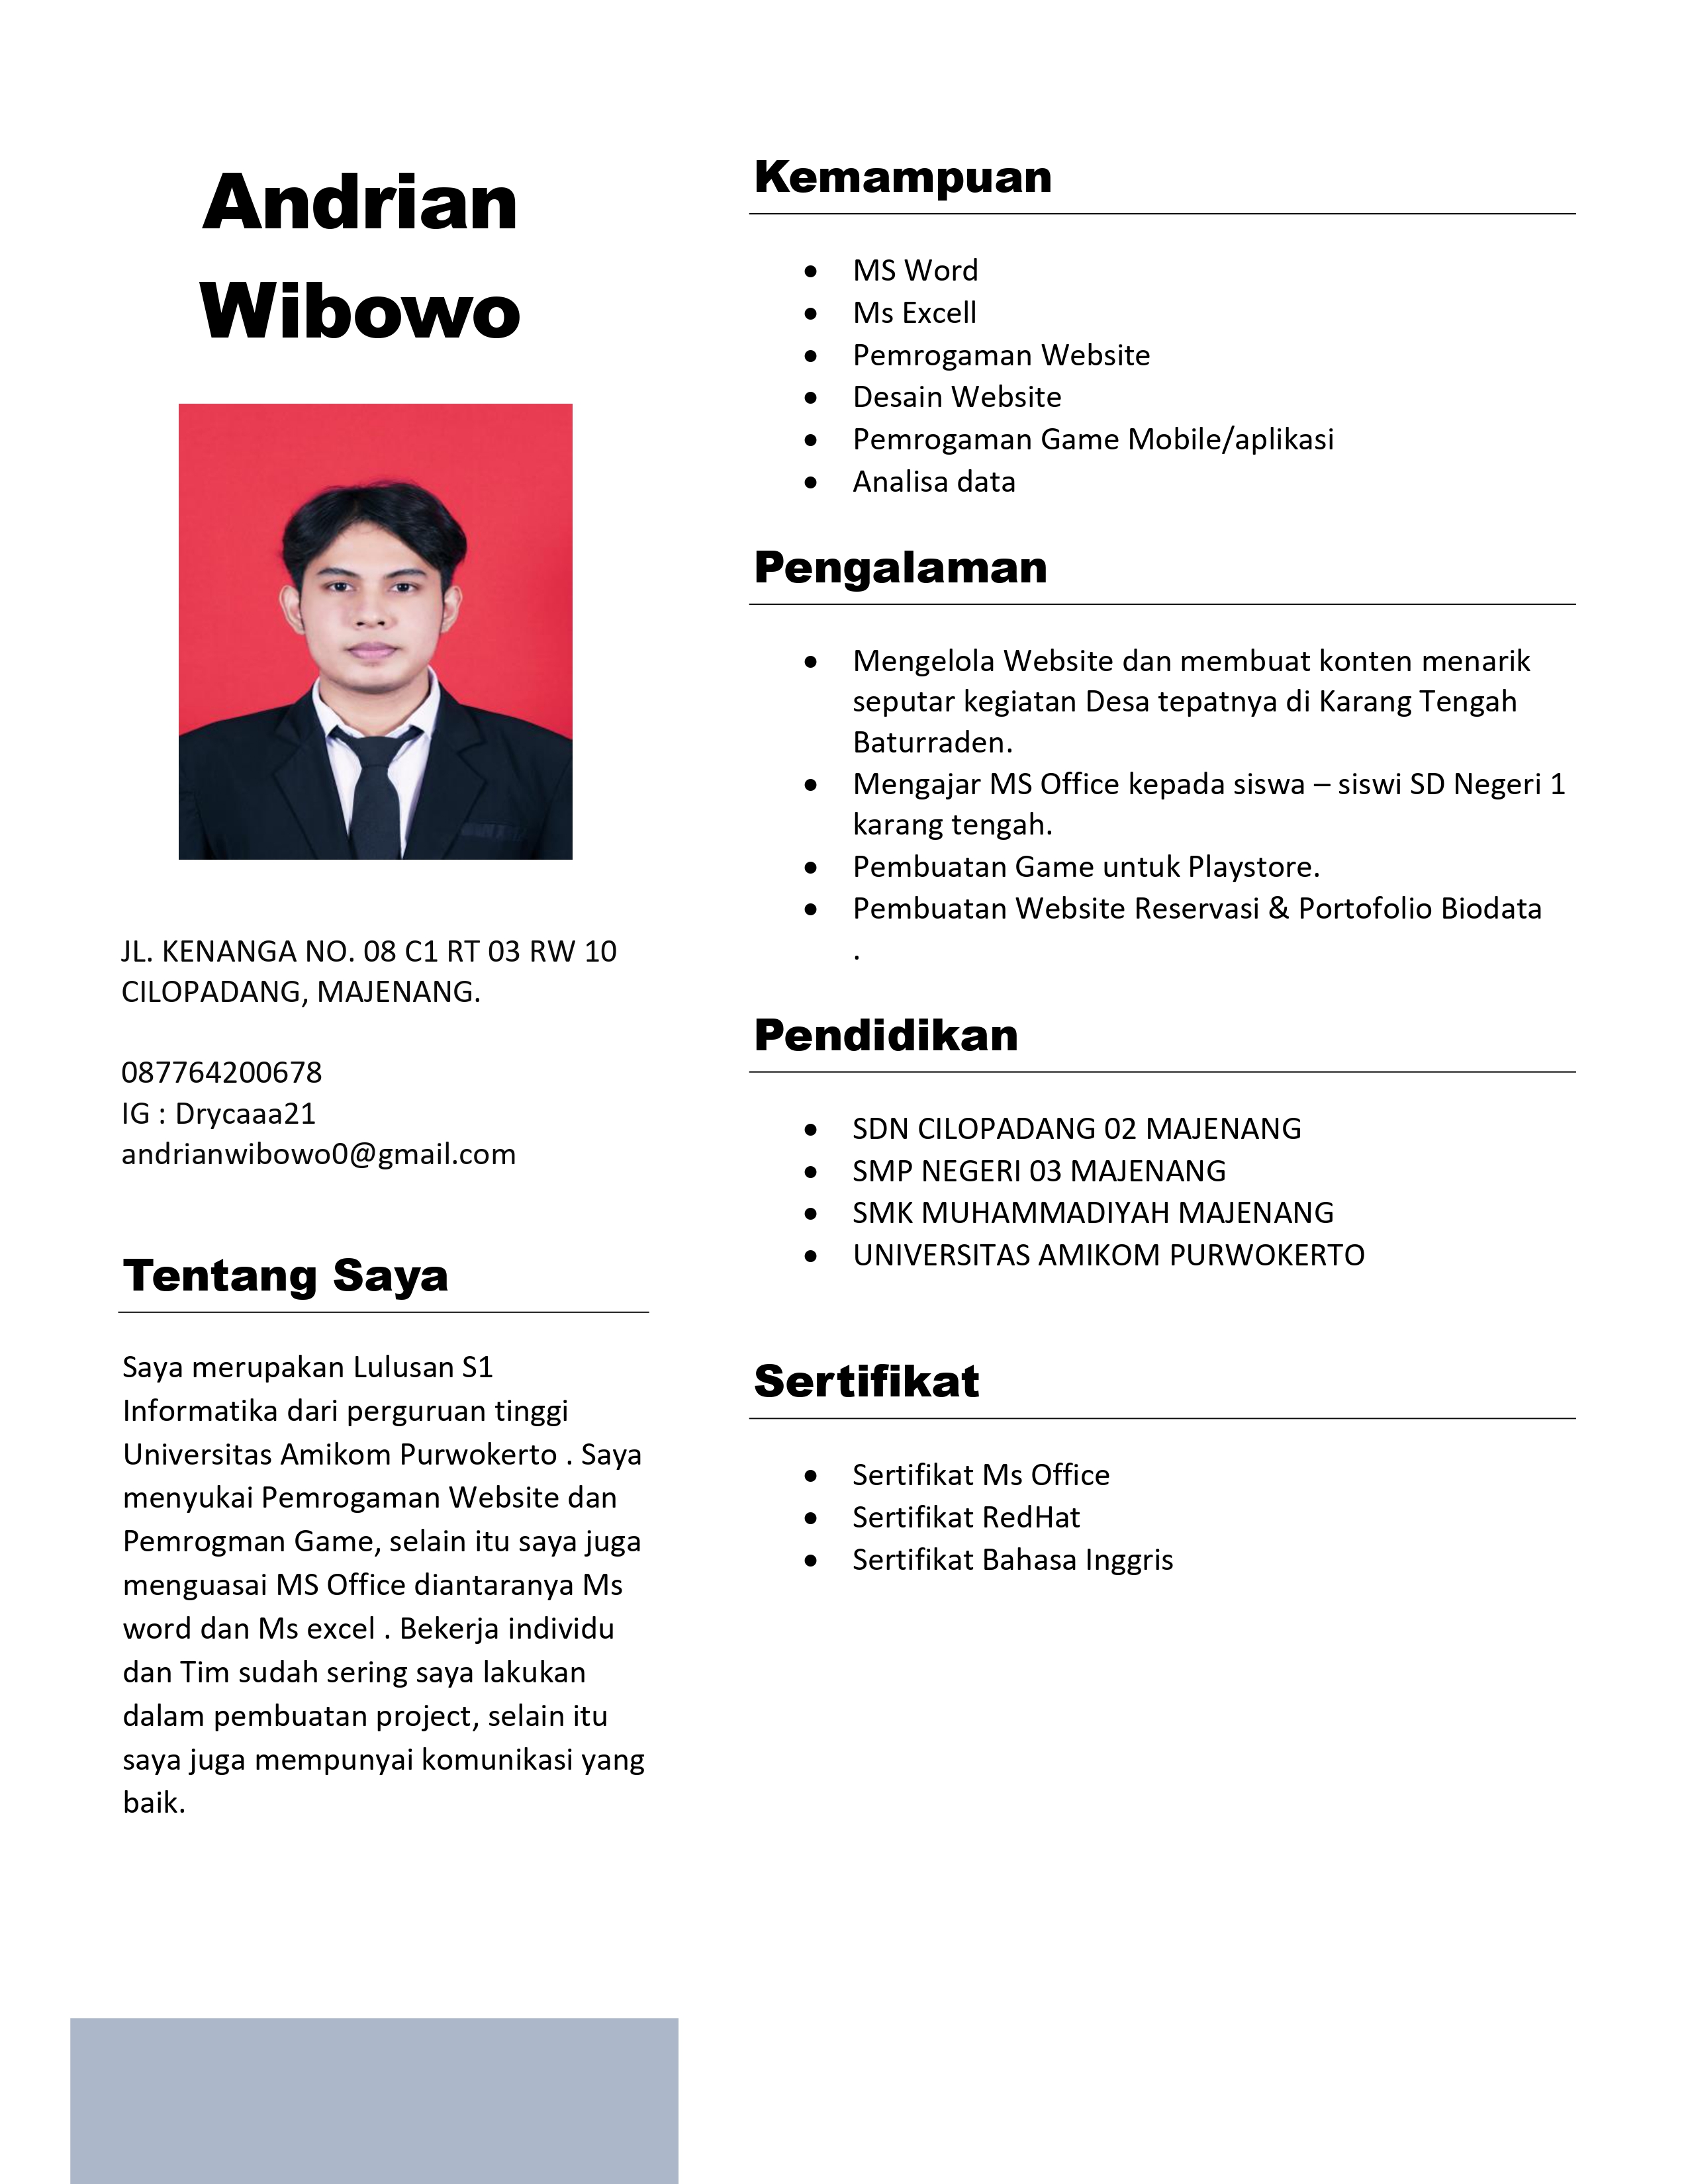 Andrian
Wibowo
JL. KENANGA NO. 08 C1 RT 03 RW 10
CILOPADANG, MAJENANG.
087764200678
IG : Drycaaa21
andrianwibowo0@gmail.com
Tentang Saya
Saya merupakan Lulusan S1
Informatika dari perguruan tinggi
Universitas Amikom Purwokerto . Saya
menyukai Pemrogaman Website dan
Pemrogman Game, selain itu saya juga
menguasai MS Office diantaranya Ms
word dan Ms excel . Bekerja individu
dan Tim sudah sering saya lakukan
dalam pembuatan project, selain itu
saya juga mempunyai komunikasi yang
baik.
Kemampuan
• MS Word
• Ms Excell
• Pemrogaman Website
• Desain Website
• Pemrogaman Game Mobile/aplikasi
• Analisa data
Pengalaman
• Mengelola Website dan membuat konten menarik
seputar kegiatan Desa tepatnya di Karang Tengah
Baturraden.
• Mengajar MS Office kepada siswa – siswi SD Negeri 1
karang tengah.
• Pembuatan Game untuk Playstore.
• Pembuatan Website Reservasi & Portofolio Biodata
.
Pendidikan
• SDN CILOPADANG 02 MAJENANG
• SMP NEGERI 03 MAJENANG
• SMK MUHAMMADIYAH MAJENANG
• UNIVERSITAS AMIKOM PURWOKERTO
Sertifikat
• Sertifikat Ms Office
• Sertifikat RedHat
• Sertifikat Bahasa Inggris